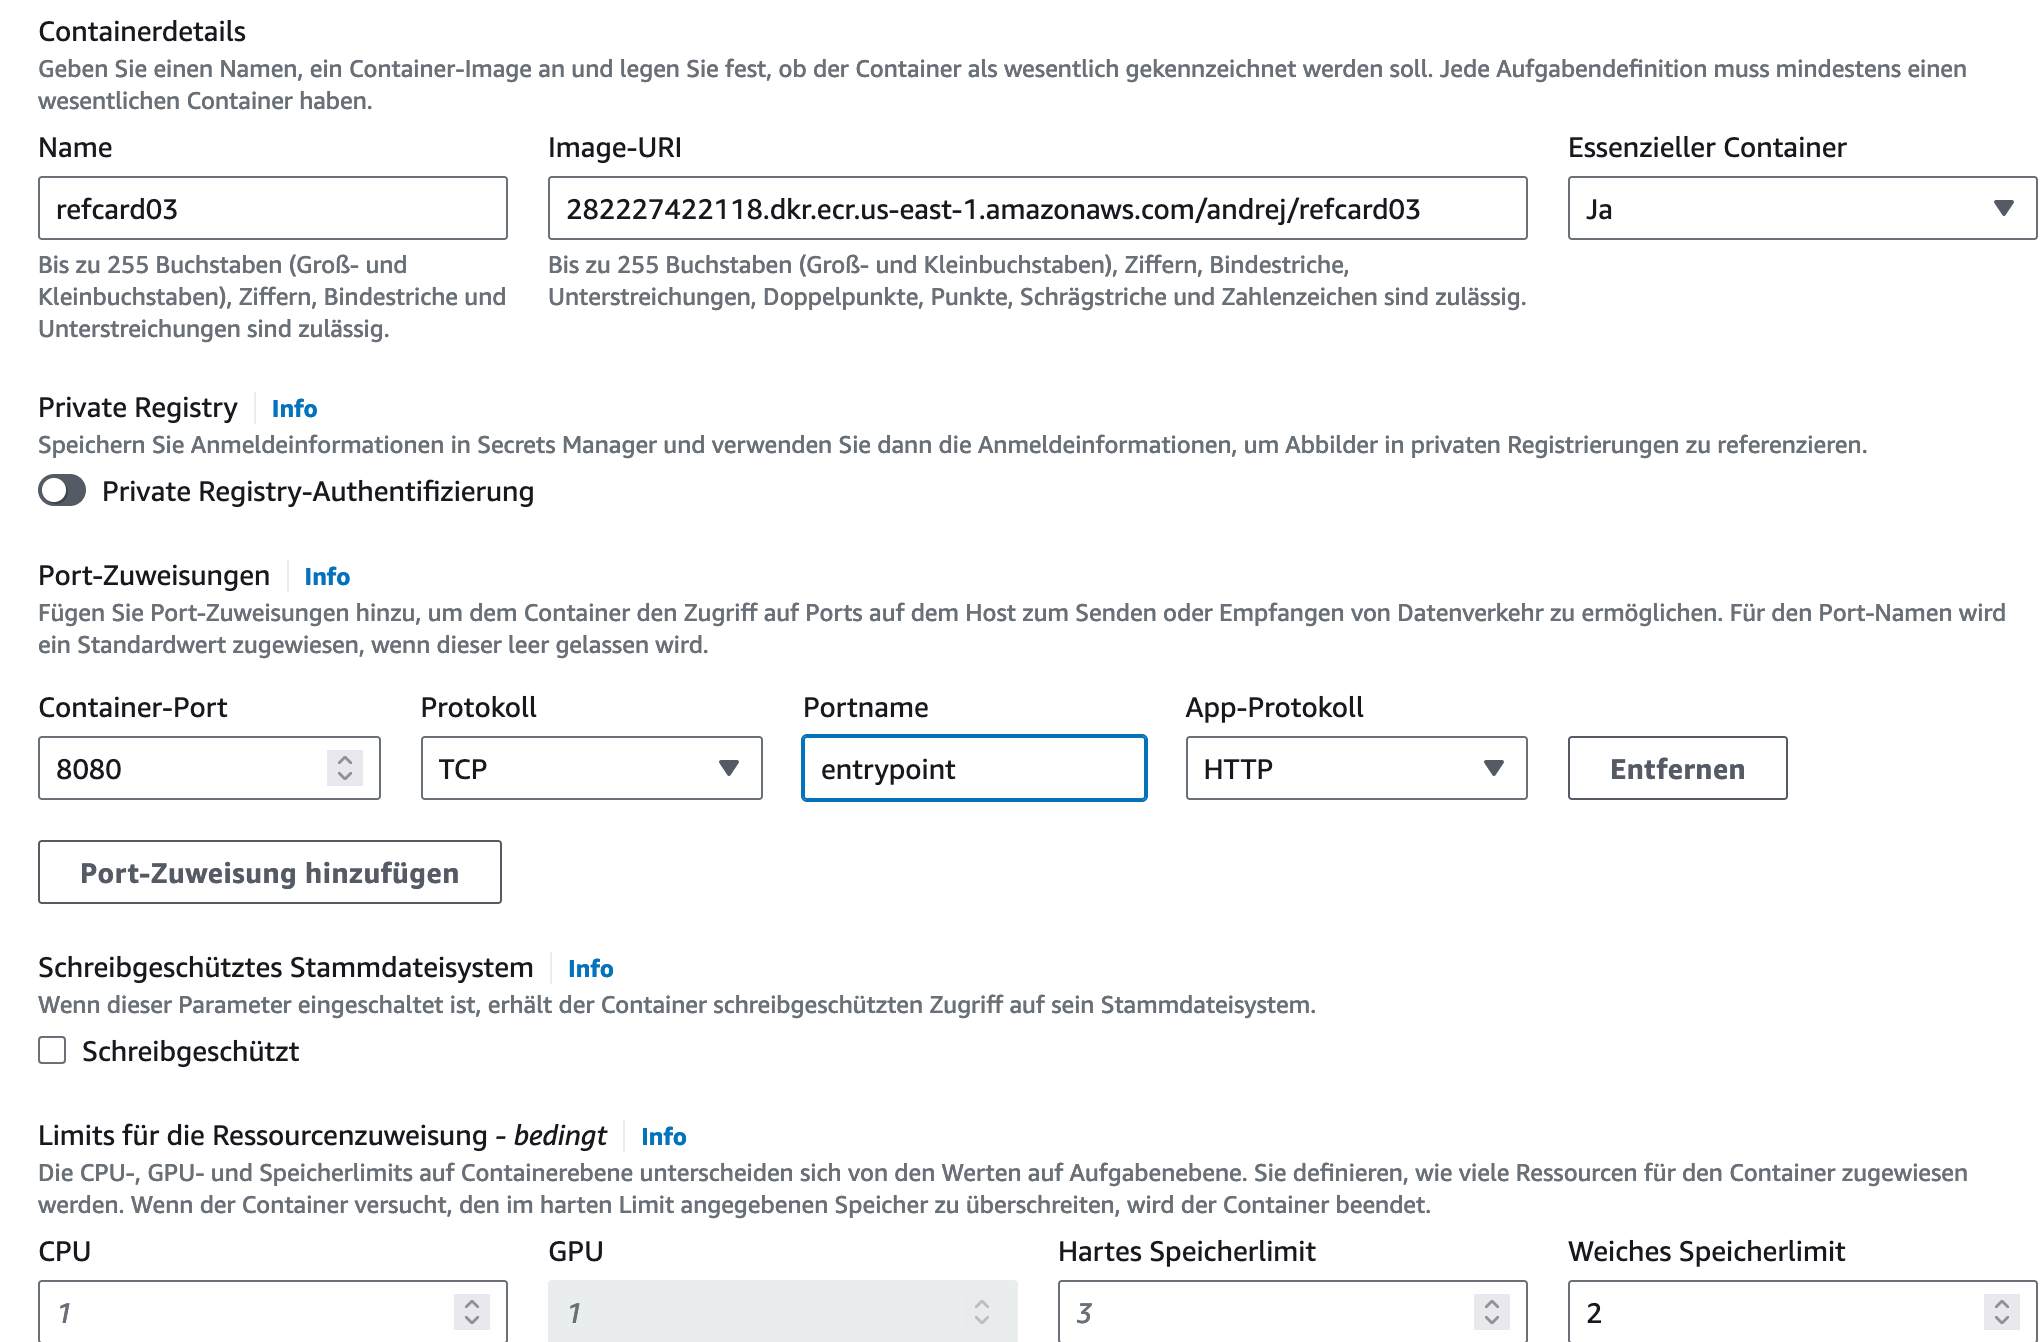 Containerdetails
Geben Sie einen Namen, ein Container-Image an und legen Sie fest, ob der Container als wesentlich gekennzeichnet werden soll. Jede Aufgabendefinition muss mindestens einen
wesentlichen Container haben.
Name
Image-URI
Essenzieller Container
refcard03
282227422118.dkr.ecr.us-east-1.amazonaws.com/andrej/refcard03
Ja
Bis zu 255 Buchstaben (Groß- und
Kleinbuchstaben), Ziffern, Bindestriche und
Unterstreichungen sind zulässig.
Bis zu 255 Buchstaben (Groß- und Kleinbuchstaben), Ziffern, Bindestriche,
Unterstreichungen, Doppelpunkte, Punkte, Schrägstriche und Zahlenzeichen sind zulässig.
Private Registry Info
Speichern Sie Anmeldeinformationen in Secrets Manager und verwenden Sie dann die Anmeldeinformationen, um Abbilder in privaten Registrierungen zu referenzieren.
Private Registry-Authentifizierung
Port-Zuweisungen Info
Fügen Sie Port-Zuweisungen hinzu, um dem Container den Zugriff auf Ports auf dem Host zum Senden oder Empfangen von Datenverkehr zu ermöglichen. Für den Port-Namen wird
ein Standardwert zugewiesen, wenn dieser leer gelassen wird.
Container-Port
Protokoll
Portname
App-Protokoll
8080
TCP
entrypoint
HTTP
Entfernen
Port-Zuweisung hinzufügen
Schreibgeschütztes Stammdateisystem Info
Wenn dieser Parameter eingeschaltet ist, erhält der Container schreibgeschützten Zugriff auf sein Stammdateisystem.
Schreibgeschützt
Limits für die Ressourcenzuweisung - bedingt Info
Die CPU-, GPU- und Speicherlimits auf Containerebene unterscheiden sich von den Werten auf Aufgabenebene. Sie definieren, wie viele Ressourcen für den Container zugewiesen
werden. Wenn der Container versucht, den im harten Limit angegebenen Speicher zu überschreiten, wird der Container beendet.
CPU
GPU
Hartes Speicherlimit
Weiches Speicherlimit
1
1
3
2